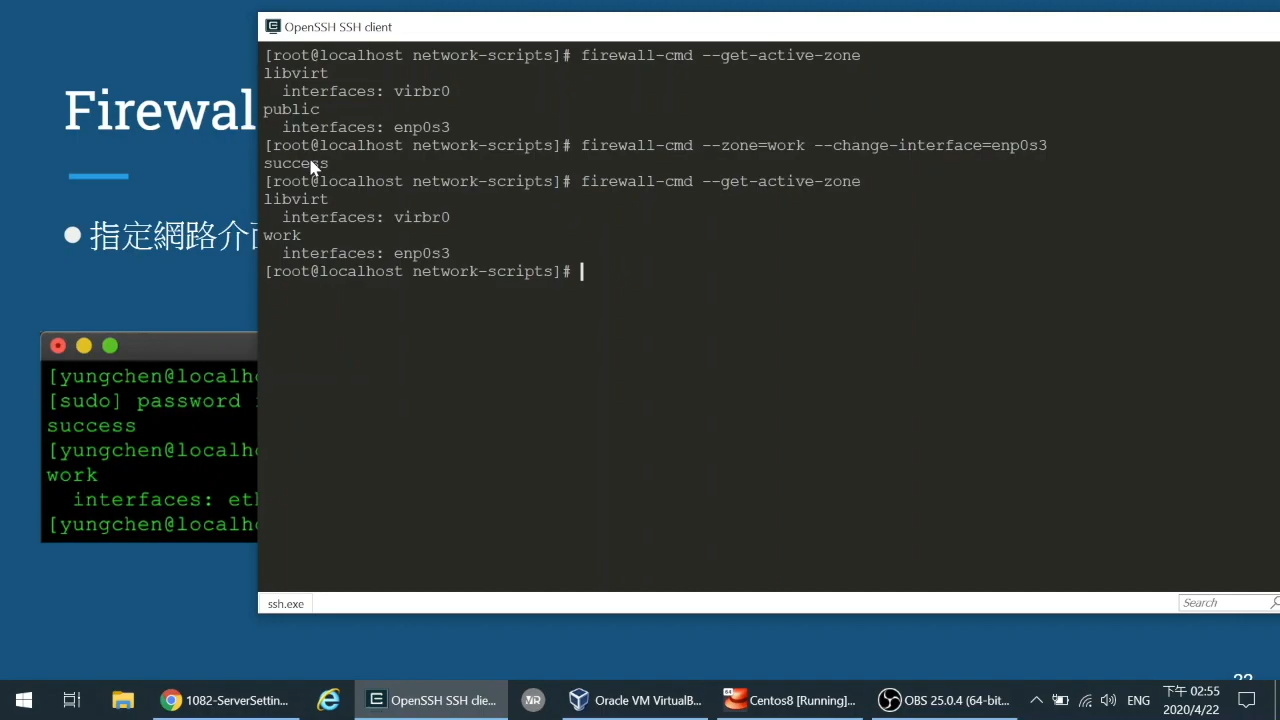 OpenSSH SSH client
[root@localhost network-scripts]# firewall-cmd --get-active-zone
libvirt
interfaces: virbr0
public
interfaces: enp0s3
[root@localhost network-scripts]# firewall-cmd --zone=work --change-interface=enp0s3
success
[root@localhost network-scripts]# firewall-cmd --get-active-zone
libvirt
interfaces: virbr0
work
interfaces: enp0s3
[root@localhost network-scripts]#
Firewal
指定網路介
[yungchen@localho
[sudo] password
success
[yungchen@localho
work
interfaces: et
[yungchen@localho
ssh.exe
Search
1082-ServerSettin...
OpenSSH SSH clie...
Oracle VM VirtualB...
Centos8 [Running]...
OBS 25.0.4 (64-bit...
ENG
下午 02:55
2020/4/22